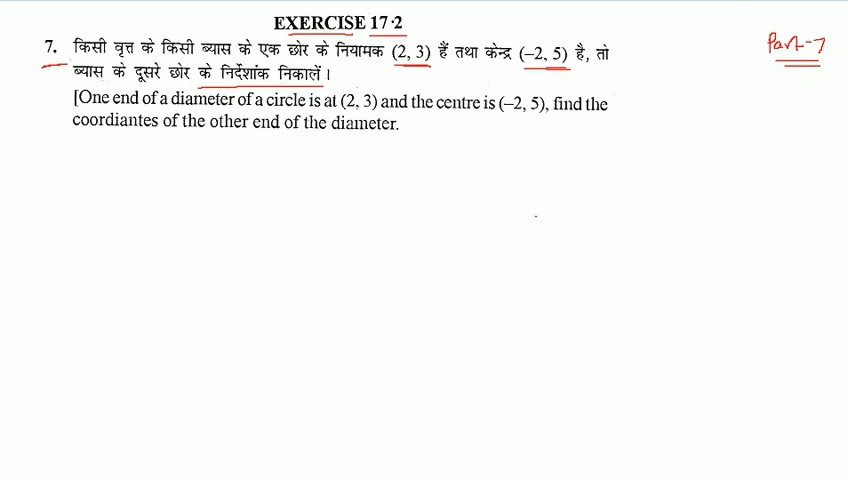 EXERCISE 17·2
Part-7
7. किसी वृत्त के किसी ब्यास के एक छोर के नियामक (2, 3) हैं तथा केन्द्र (–2, 5) है, तो
ब्यास के दूसरे छोर के निर्देशांक निकालें।
[One end of a diameter of a circle is at (2, 3) and the centre is (–2, 5), find the
coordiantes of the other end of the diameter.